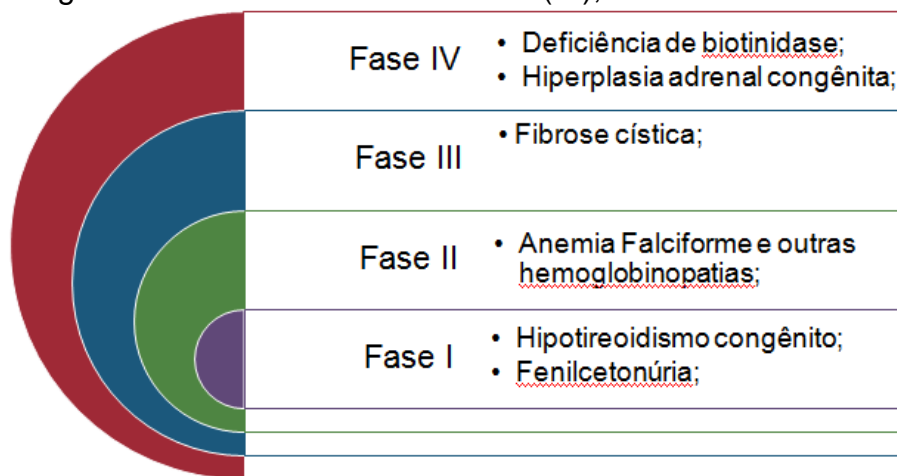 Fase IV
• Deficiência de biotinidase;
• Hiperplasia adrenal congênita;
Fase III
• Fibrose cística;
Fase II
• Anemia Falciforme e outras
hemoglobinopatias;
Fase I
• Hipotireoidismo congênito;
• Fenilcetonúria;